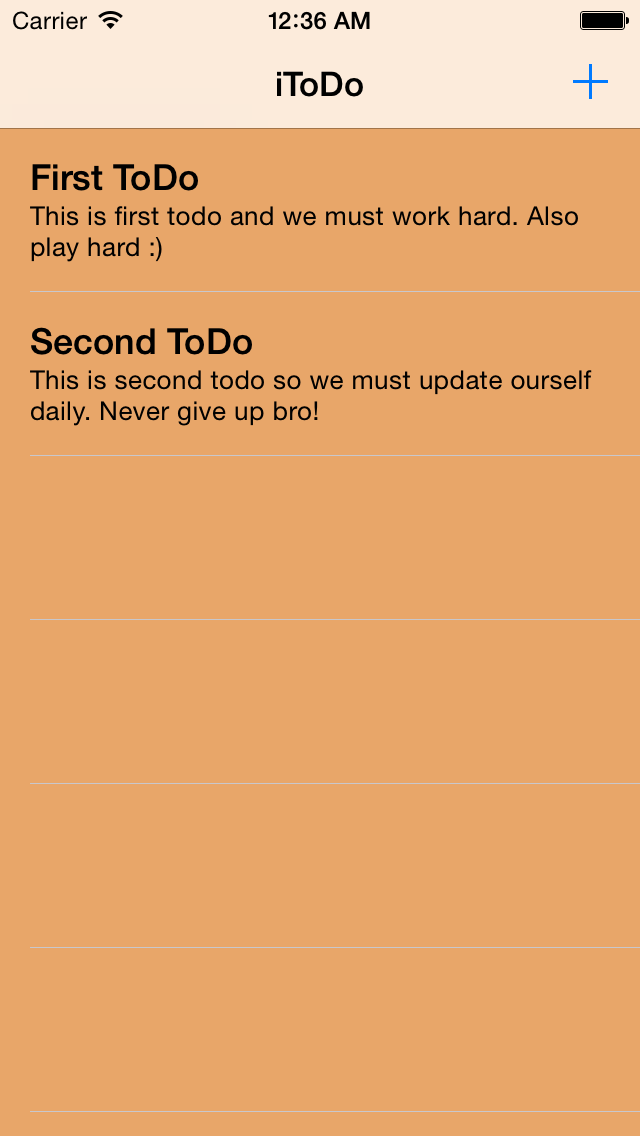 Carrier
12:36 AM
iToDo
First ToDo
This is first todo and we must work hard. Also
play hard :)
Second ToDo
This is second todo so we must update ourself
daily. Never give up bro!